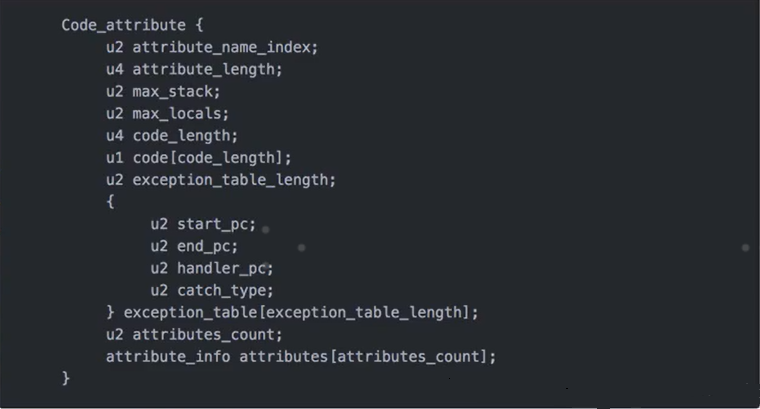 Code_attribute {
u2 attribute_name_index;
u4 attribute_length;
u2 max_stack;
u2 max_locals;
u4 code_length;
u1 code[code_length];
u2 exception_table_length;
{
u2 start_pc;
u2 end_pc;
u2 handler_pc;
u2 catch_type;
} exception_table[exception_table_length];
u2 attributes_count;
attribute_info attributes[attributes_count];
}